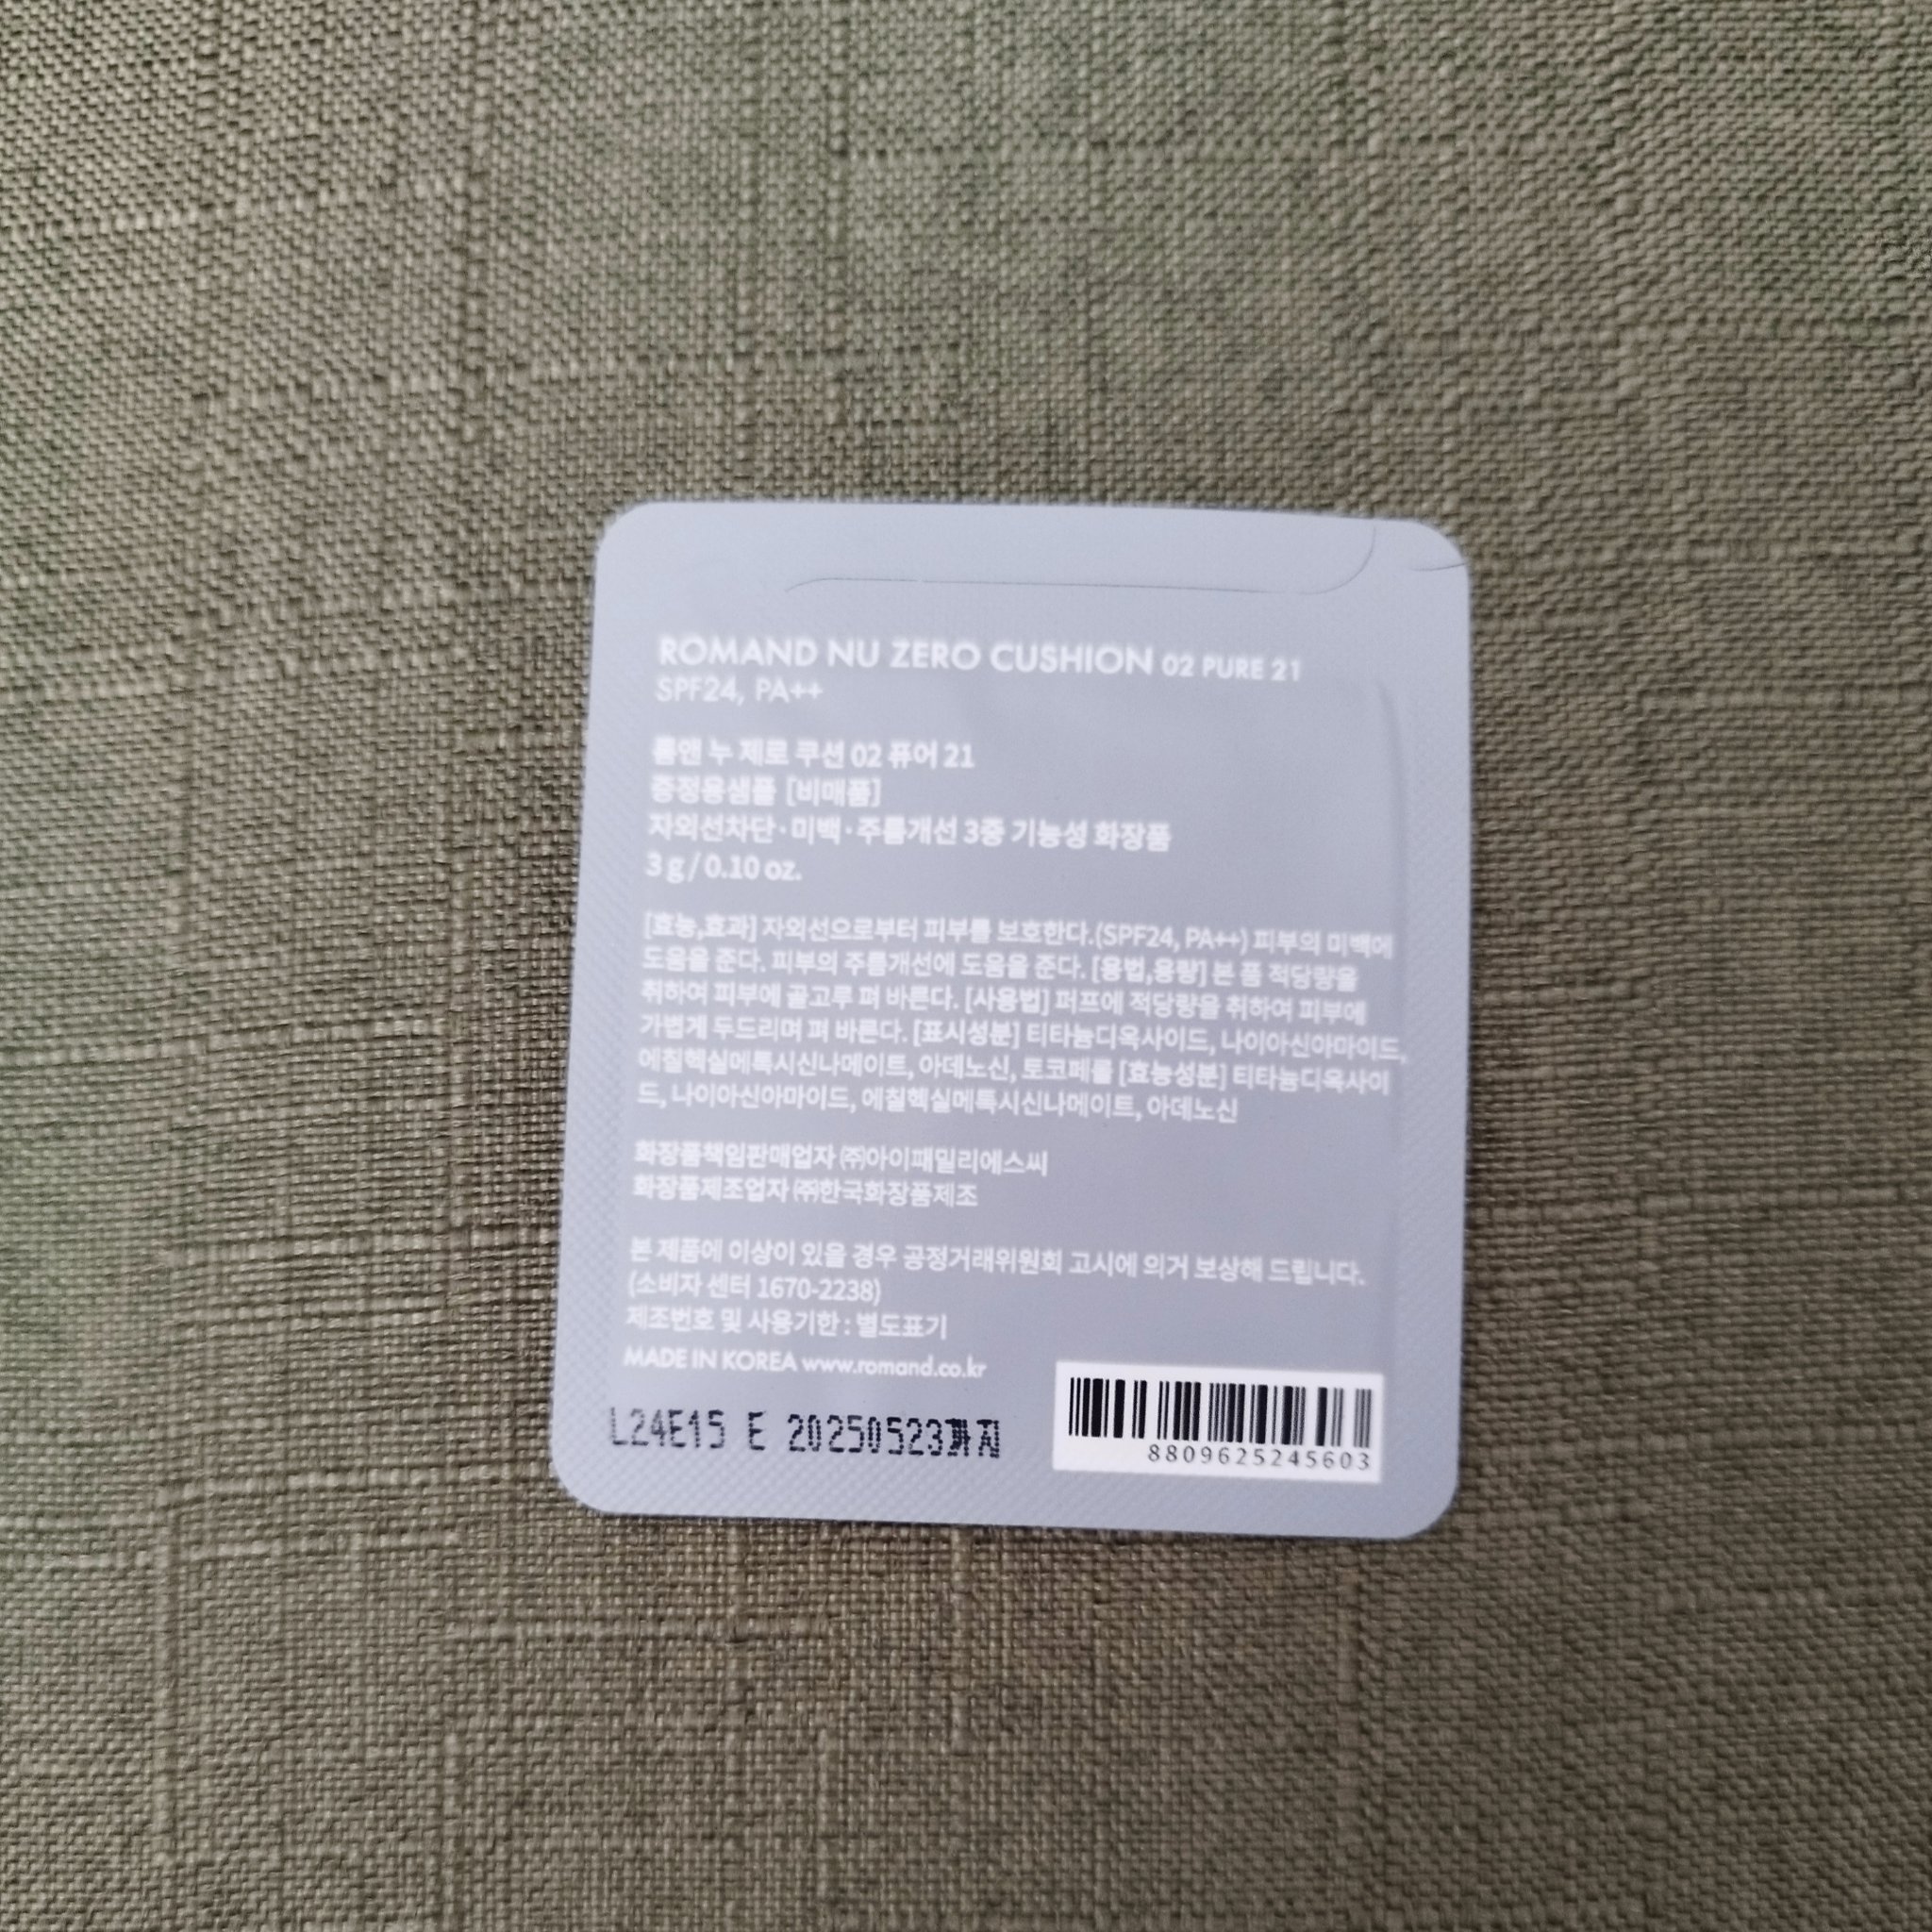 ROMAND NU ZERO CUSHION 02 PURE 21
SPF24, PA++
롬앤 누 제로 쿠션 02 퓨어 21
증정용샘플 [비매품]
자외선차단·미백·주름개선 3중 기능성 화장품
3 g / 0.10 oz.
[효능,효과] 자외선으로부터 피부를 보호한다.(SPF24, PA++) 피부의 미백에
도움을 준다. 피부의 주름개선에 도움을 준다. [용법,용량] 본 품 적당량을
취하여 피부에 골고루 펴 바른다. [사용법] 퍼프에 적당량을 취하여 피부에
가볍게 두드리며 펴 바른다. [표시성분] 티타늄디옥사이드, 나이아신아마이드,
에칠헥실메톡시신나메이트, 아데노신, 토코페롤 [효능성분] 티타늄디옥사이
드, 나이아신아마이드, 에칠헥실메톡시신나메이트, 아데노신
화장품책임판매업자 ㈜아이패밀리에스씨
화장품제조업자 ㈜한국화장품제조
본 제품에 이상이 있을 경우 공정거래위원회 고시에 의거 보상해 드립니다.
(소비자 센터 1670-2238)
제조번호 및 사용기한 : 별도표기
MADE IN KOREA www.romand.co.kr
L24E15 E 20250523까지
8809625245603